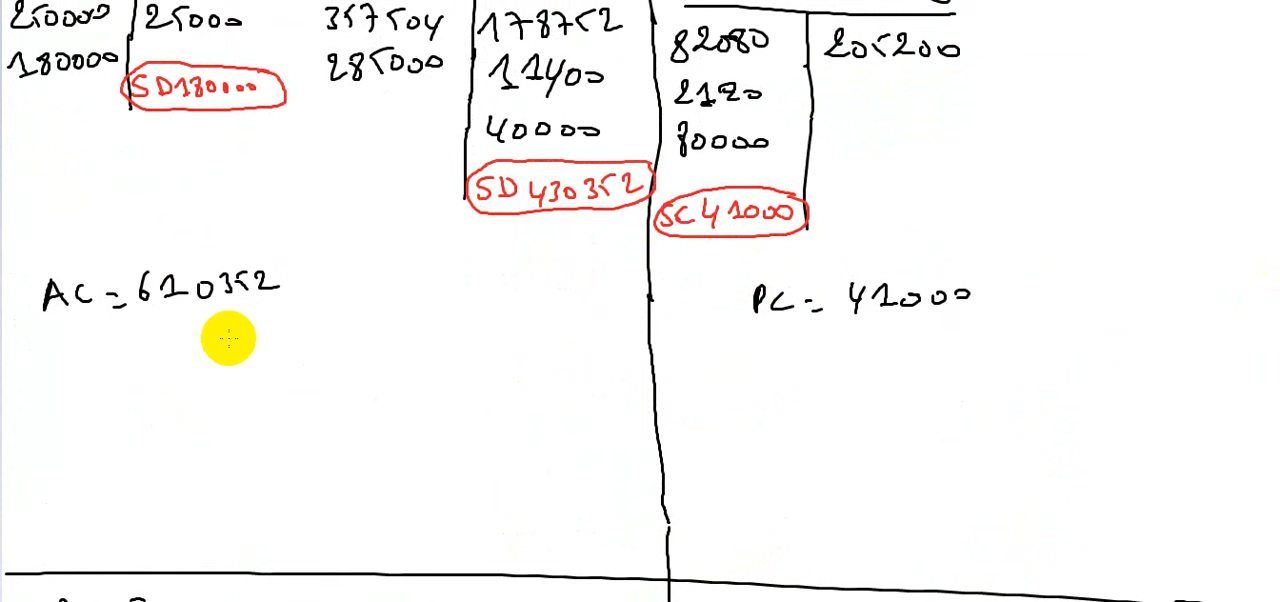 250000 25000 357504 178752 82080 205200
180000 SD180000 285000 11400 2120
40000 80000
SD 430352 SC 41000
AC = 610352 PC = 41000